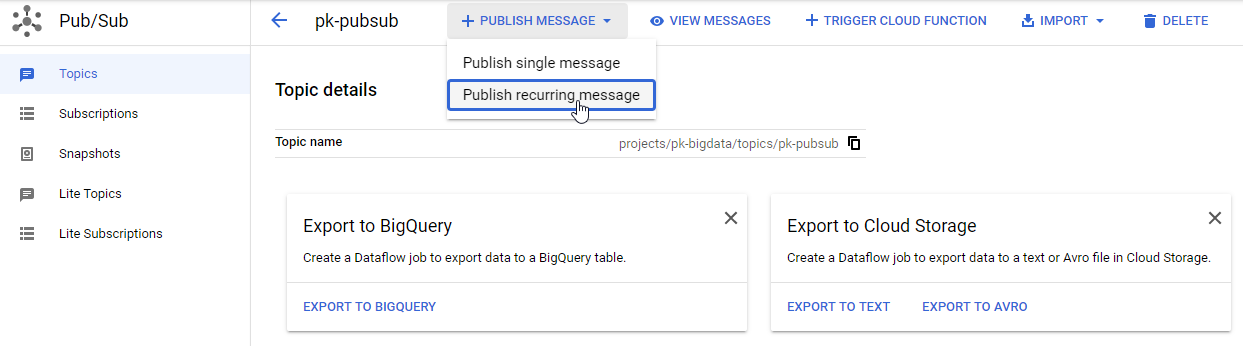 Pub/Sub
pk-pubsub
PUBLISH MESSAGE
VIEW MESSAGES
TRIGGER CLOUD FUNCTION
IMPORT
DELETE
Publish single message
Publish recurring message
Topics
Subscriptions
Snapshots
Lite Topics
Lite Subscriptions
Topic details
Topic name projects/pk-bigdata/topics/pk-pubsub
Export to BigQuery
Create a Dataflow job to export data to a BigQuery table.
EXPORT TO BIGQUERY
Export to Cloud Storage
Create a Dataflow job to export data to a text or Avro file in Cloud Storage.
EXPORT TO TEXT EXPORT TO AVRO